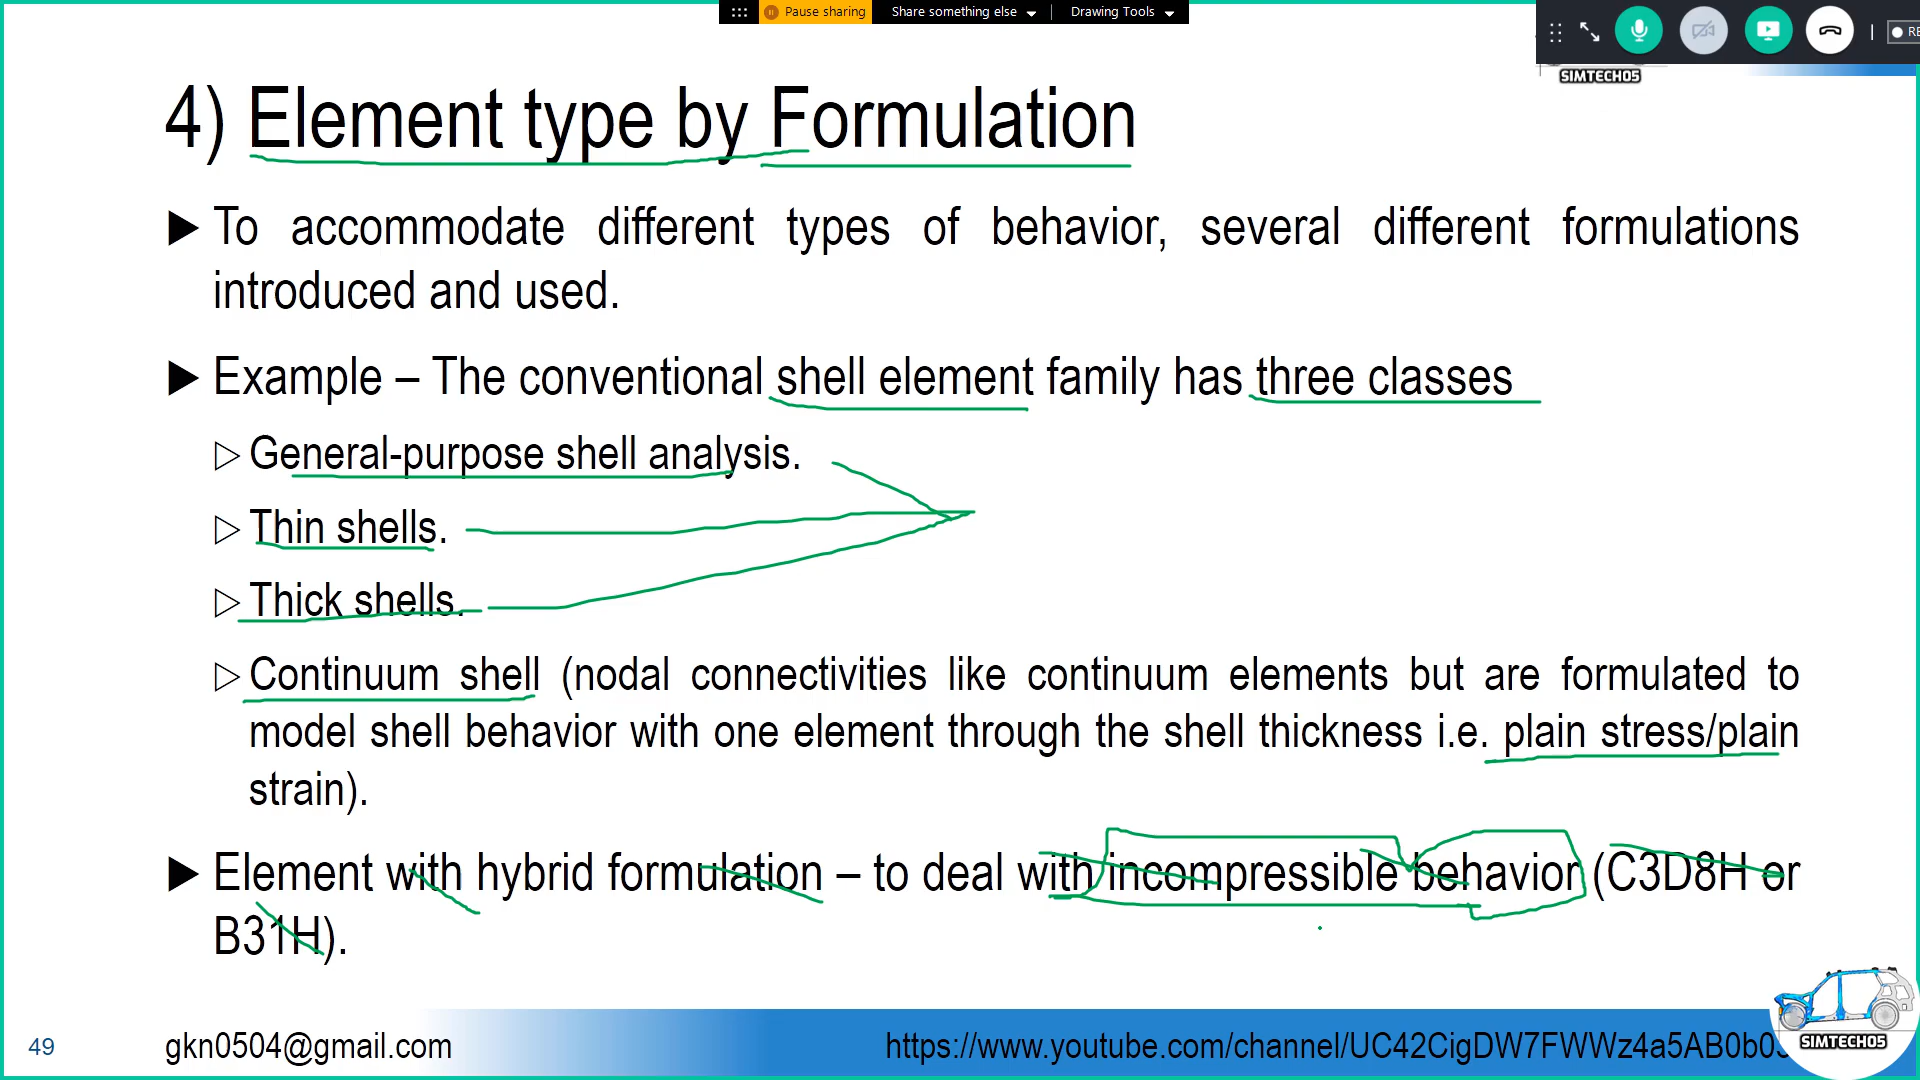 Pause sharing
Share something else
Drawing Tools
SIMTECH05
4) Element type by Formulation
To accommodate different types of behavior, several different formulations
introduced and used.
Example – The conventional shell element family has three classes
General-purpose shell analysis.
Thin shells.
Thick shells.
Continuum shell (nodal connectivities like continuum elements but are formulated to
model shell behavior with one element through the shell thickness i.e. plain stress/plain
strain).
Element with hybrid formulation – to deal with incompressible behavior (C3D8H or
B31H).
49
gkn0504@gmail.com
https://www.youtube.com/channel/UC42CigDW7FWWz4a5AB0b0
SIMTECH05